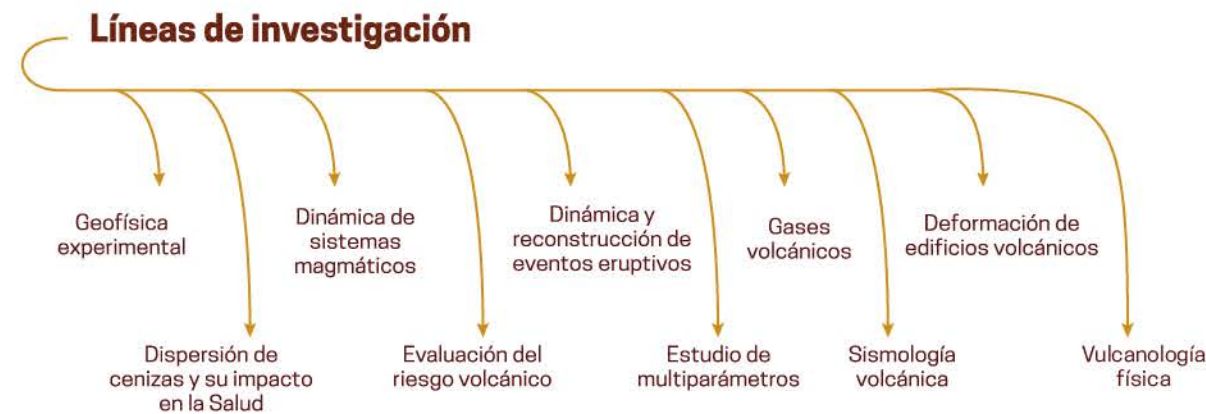 Líneas de investigación
Geofísica
experimental
Dinámica de
sistemas
magmáticos
Dinámica y
reconstrucción de
eventos eruptivos
Gases
volcánicos
Deformación de
edificios volcánicos
Dispersión de
cenizas y su impacto
en la Salud
Evaluación del
riesgo volcánico
Estudio de
multiparámetros
Sismología
volcánica
Vulcanología
física